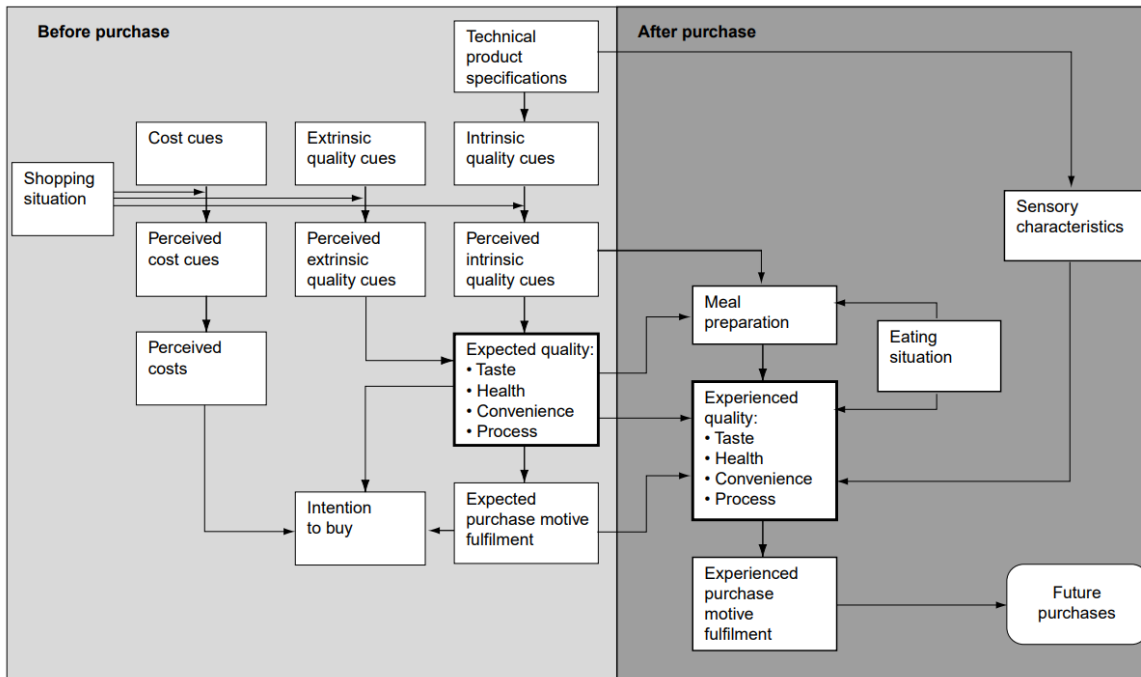 Before purchase
After purchase
Technical
product
specifications
Cost cues
Extrinsic
quality cues
Intrinsic
quality cues
Shopping
situation
Perceived
cost cues
Perceived
extrinsic
quality cues
Perceived
intrinsic
quality cues
Sensory
characteristics
Meal
preparation
Eating
situation
Perceived
costs
Expected quality:
• Taste
• Health
• Convenience
• Process
Experienced
quality:
• Taste
• Health
• Convenience
• Process
Intention
to buy
Expected
purchase motive
fulfilment
Experienced
purchase
motive
fulfilment
Future
purchases